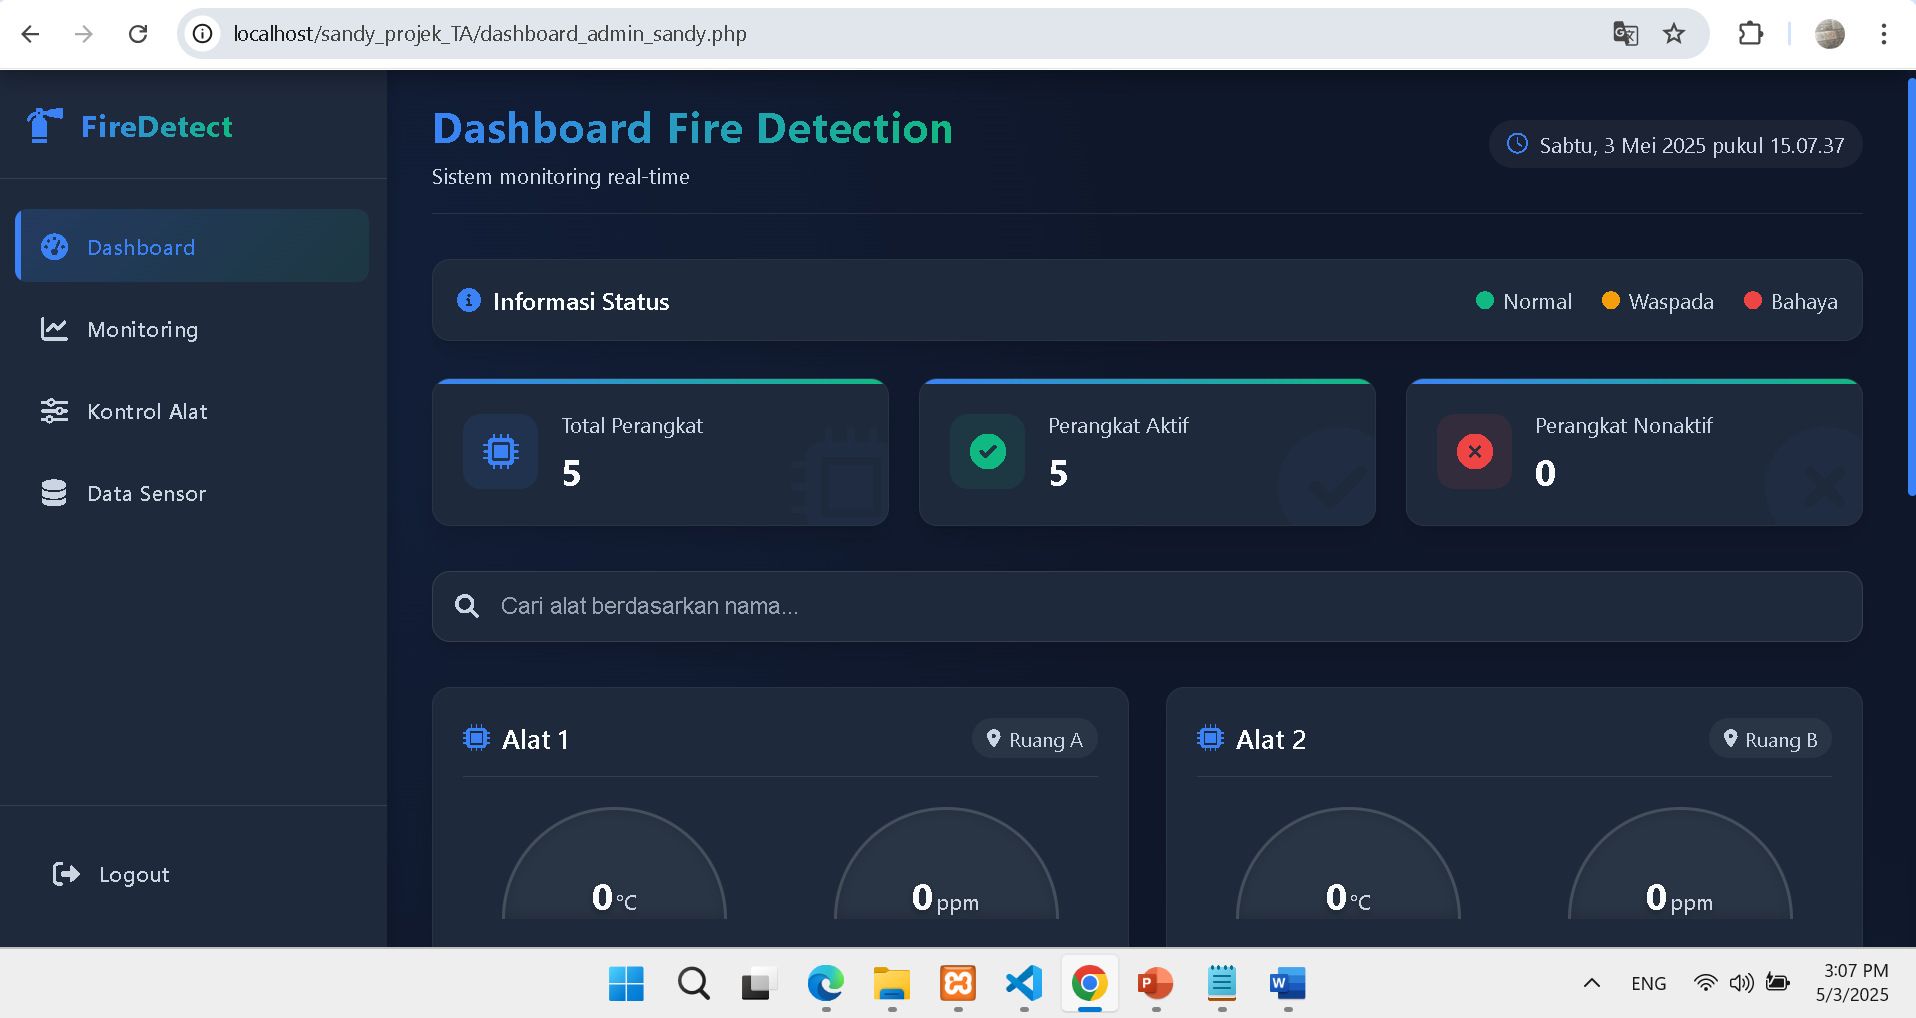 localhost/sandy_projek_TA/dashboard_admin_sandy.php
FireDetect
Dashboard
Monitoring
Kontrol Alat
Data Sensor
Logout
Dashboard Fire Detection
Sistem monitoring real-time
Sabtu, 3 Mei 2025 pukul 15.07.37
Informasi Status
Normal Waspada Bahaya
Total Perangkat
5
Perangkat Aktif
5
Perangkat Nonaktif
0
Cari alat berdasarkan nama...
Alat 1
Ruang A
0 °C
0 ppm
Alat 2
Ruang B
0 °C
0 ppm
ENG
3:07 PM
5/3/2025